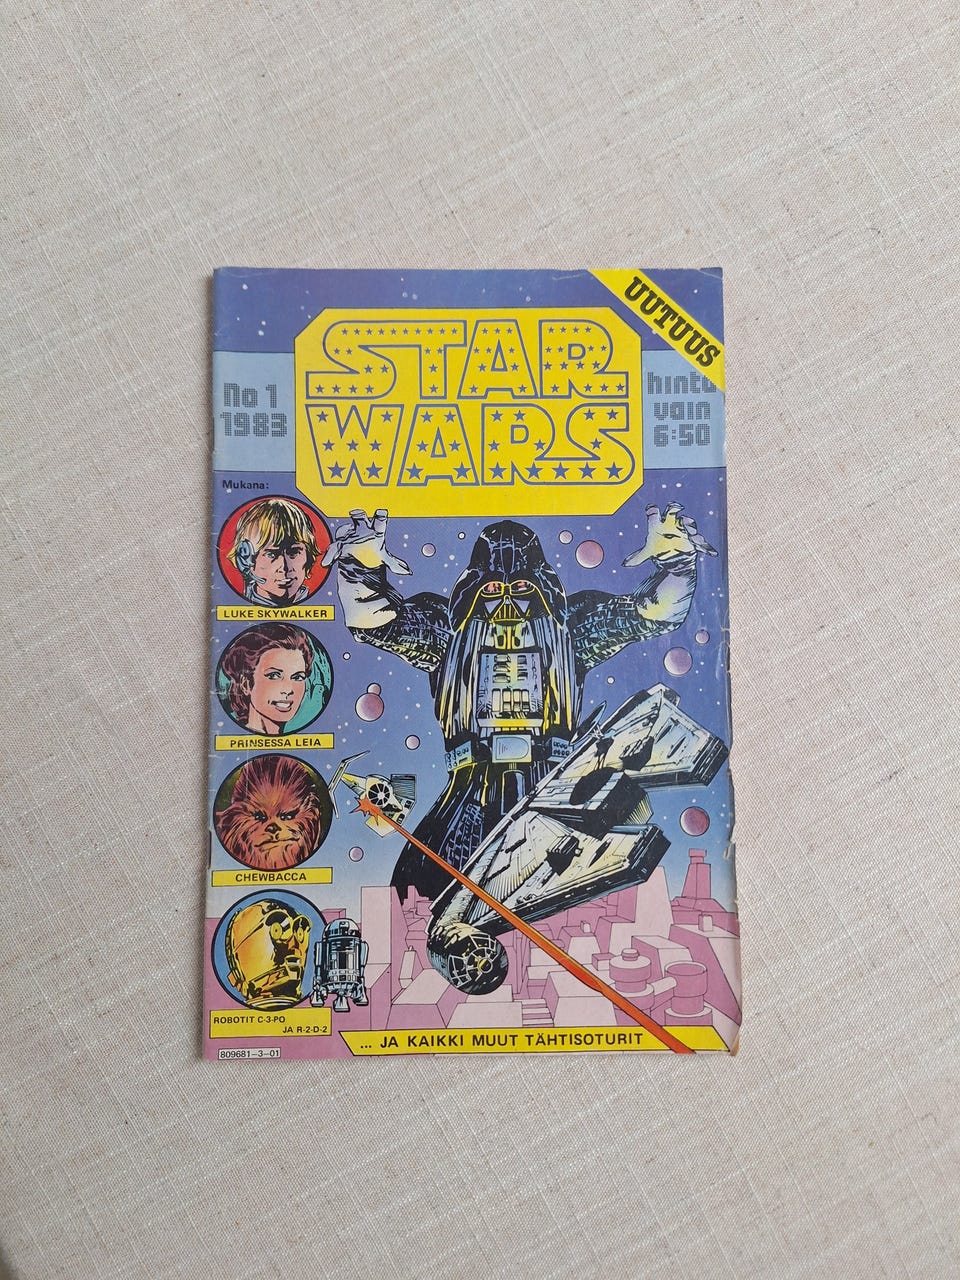 UUTUUS
STAR
WARS
No 1
1983
hinta
vain
6:50
Mukana:
LUKE SKYWALKER
PRINSESSA LEIA
CHEWBACCA
ROBOTIT C-3-PO
JA R-2-D-2
... JA KAIKKI MUUT TÄHTISOTURIT
809681-3-01